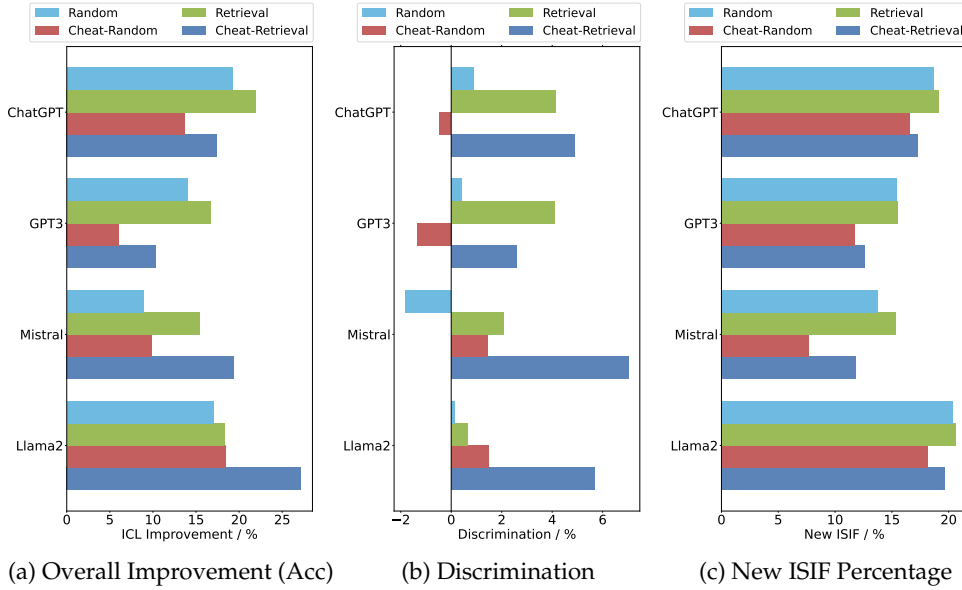 Random Retrieval
Cheat-Random Cheat-Retrieval
ChatGPT
GPT3
Mistral
Llama2
0 5 10 15 20 25
ICL Improvement / %
(a) Overall Improvement (Acc)
Random Retrieval
Cheat-Random Cheat-Retrieval
ChatGPT
GPT3
Mistral
Llama2
−2 0 2 4 6
Discrimination / %
(b) Discrimination
Random Retrieval
Cheat-Random Cheat-Retrieval
ChatGPT
GPT3
Mistral
Llama2
0 5 10 15 20
New ISIF / %
(c) New ISIF Percentage